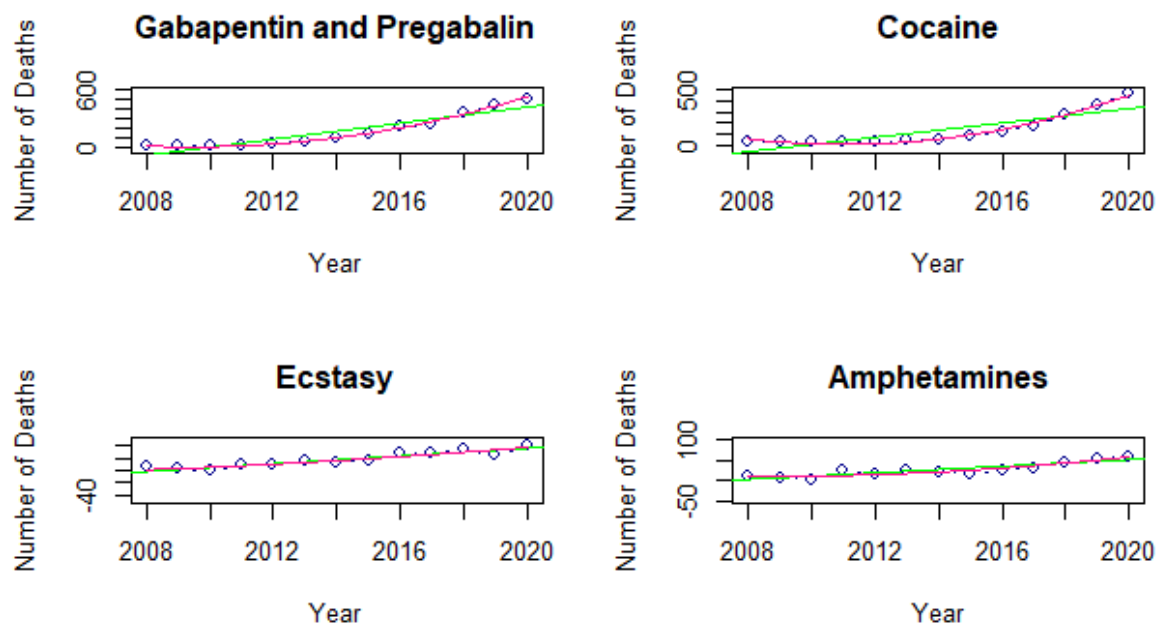 Gabapentin and Pregabalin
Number of Deaths
600
0
2008 2012 2016 2020
Year
Cocaine
Number of Deaths
500
0
2008 2012 2016 2020
Year
Ecstasy
Number of Deaths
-40
2008 2012 2016 2020
Year
Amphetamines
Number of Deaths
100
-50
2008 2012 2016 2020
Year